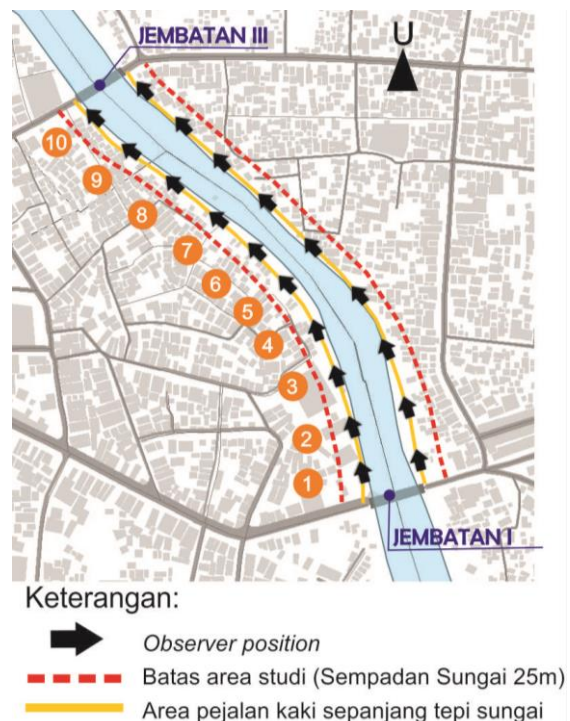 JEMBATAN III
U
10
9
8
7
6
5
4
3
2
1
JEMBATAN I
Keterangan:
Observer position
Batas area studi (Sempadan Sungai 25m)
Area pejalan kaki sepanjang tepi sungai